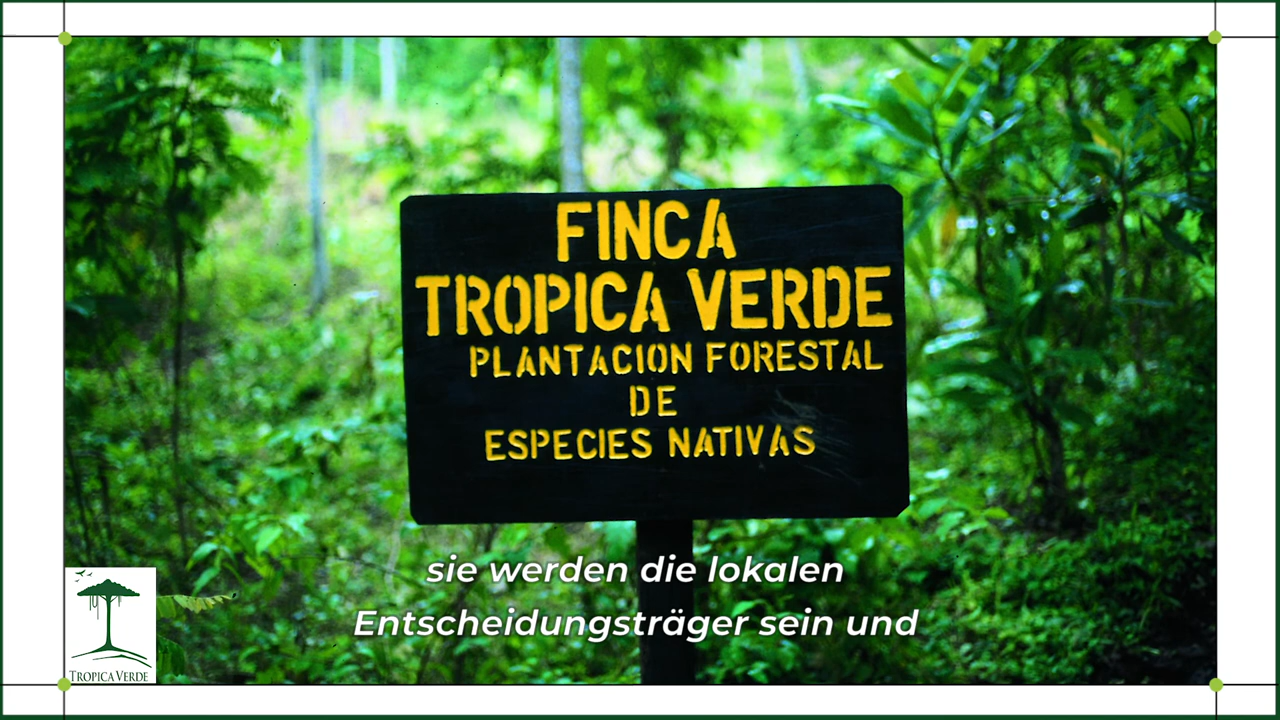 FINCA
TROPICA VERDE
PLANTACION FORESTAL
DE
ESPECIES NATIVAS
sie werden die lokalen
Entscheidungsträger sein und
TROPICA VERDE